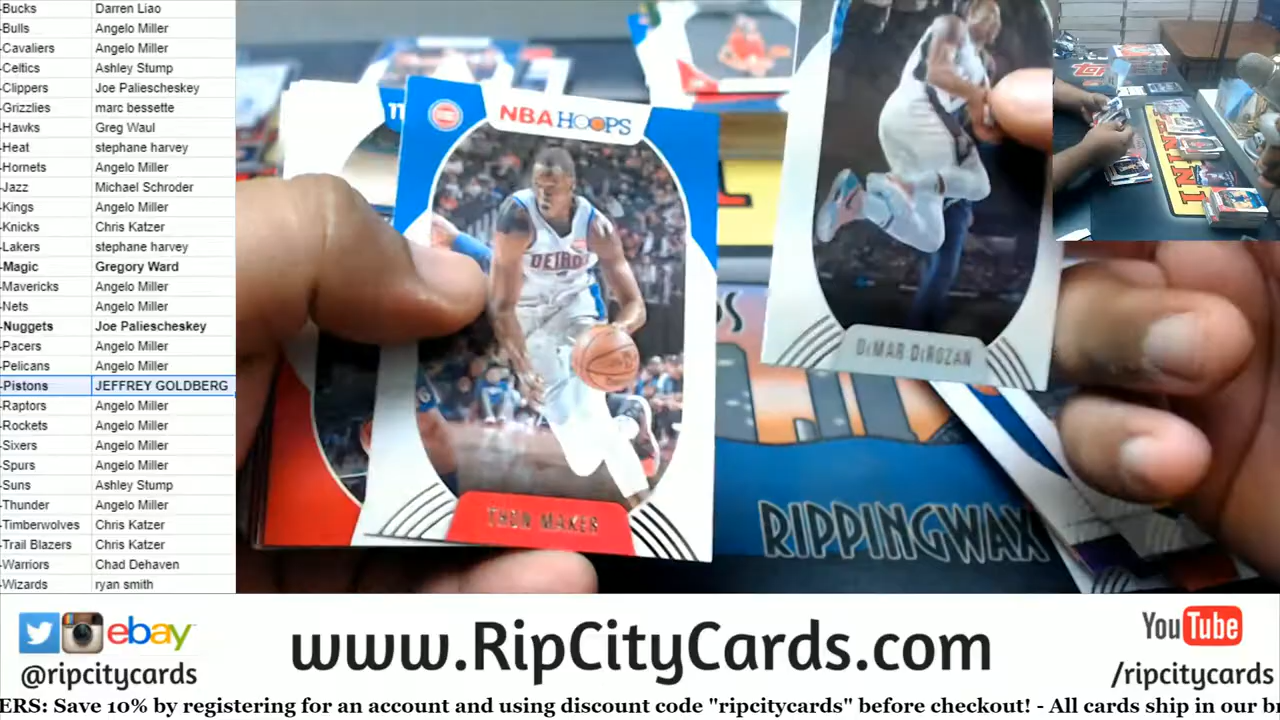 -Bucks Darren Liao
-Bulls Angelo Miller
-Cavaliers Angelo Miller
-Celtics Ashley Stump
-Clippers Joe Paliescheskey
-Grizzlies marc bessette
-Hawks Greg Waul
-Heat stephane harvey
-Hornets Angelo Miller
-Jazz Michael Schroder
-Kings Angelo Miller
-Knicks Chris Katzer
-Lakers stephane harvey
-Magic Gregory Ward
-Mavericks Angelo Miller
-Nets Angelo Miller
-Nuggets Joe Paliescheskey
-Pacers Angelo Miller
-Pelicans Angelo Miller
-Pistons JEFFREY GOLDBERG
-Raptors Angelo Miller
-Rockets Angelo Miller
-Sixers Angelo Miller
-Spurs Angelo Miller
-Suns Ashley Stump
-Thunder Angelo Miller
-Timberwolves Chris Katzer
-Trail Blazers Chris Katzer
-Warriors Chad Dehaven
-Wizards ryan smith
NBA HOOPS
DETROIT
THON MAKER
DeMAR DeROZAN
RIPPINGWAX
ebay
@ripcitycards
www.RipCityCards.com
YouTube
/ripcitycards
ERS: Save 10% by registering for an account and using discount code "ripcitycards" before checkout! - All cards ship in our b